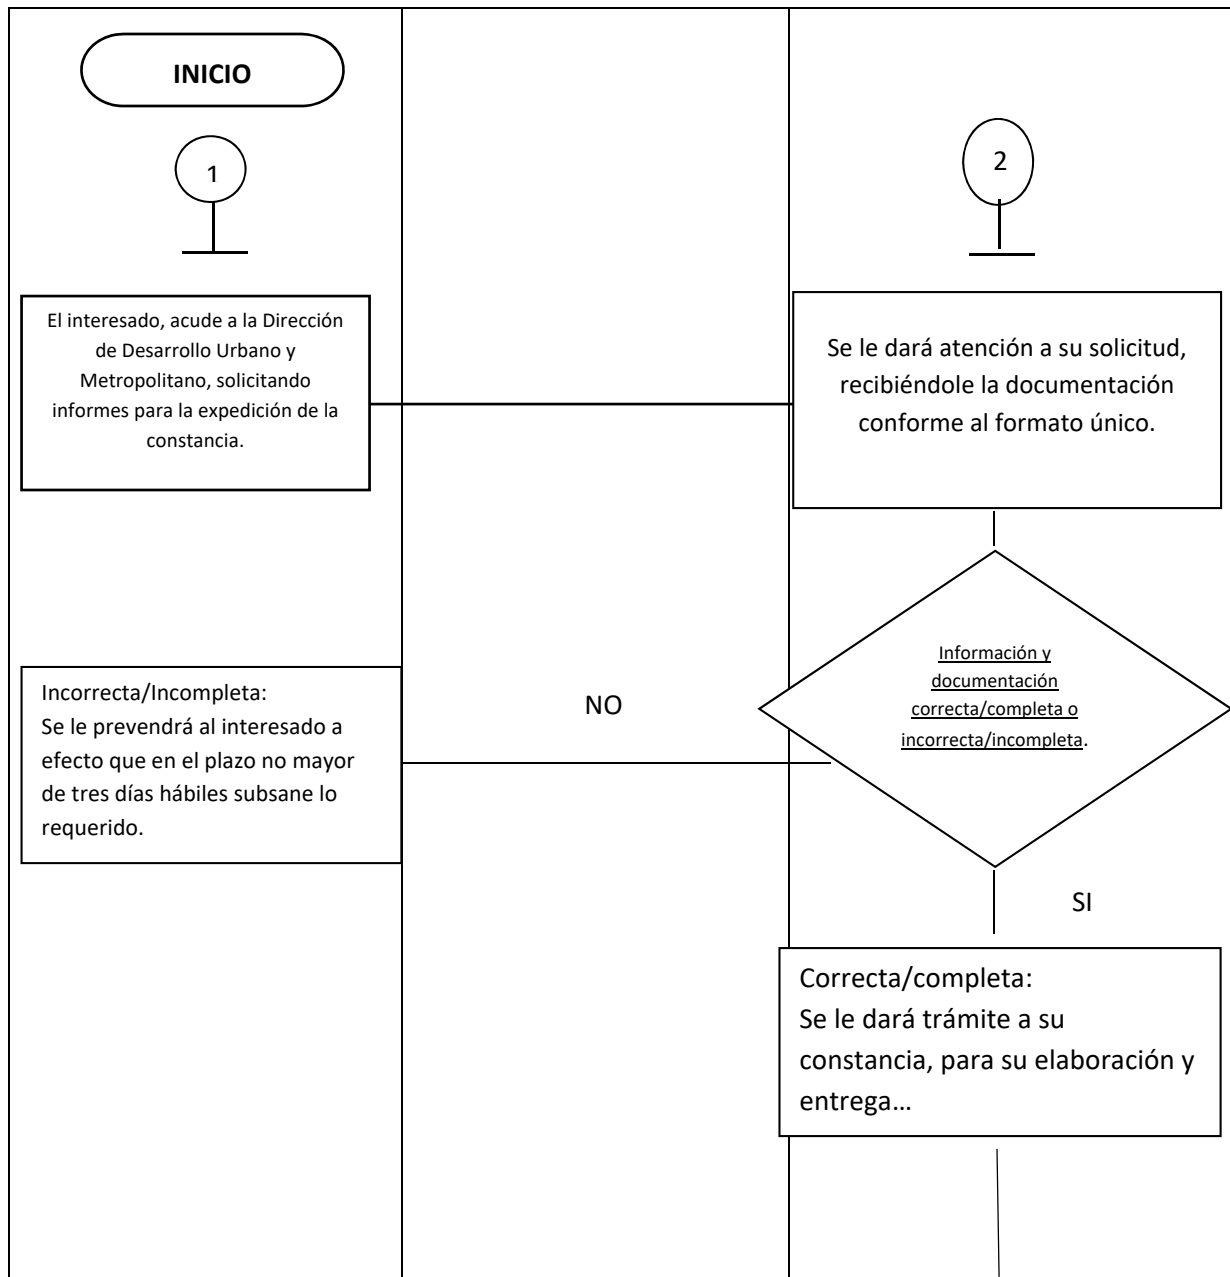 INICIO
1
2
El interesado, acude a la Dirección
de Desarrollo Urbano y
Metropolitano, solicitando
informes para la expedición de la
constancia.
Se le dará atención a su solicitud,
recibiéndole la documentación
conforme al formato único.
Información y
documentación
correcta/completa o
incorrecta/incompleta.
NO
Incorrecta/Incompleta:
Se le prevendrá al interesado a
efecto que en el plazo no mayor
de tres días hábiles subsane lo
requerido.
SI
Correcta/completa:
Se le dará trámite a su
constancia, para su elaboración y
entrega...